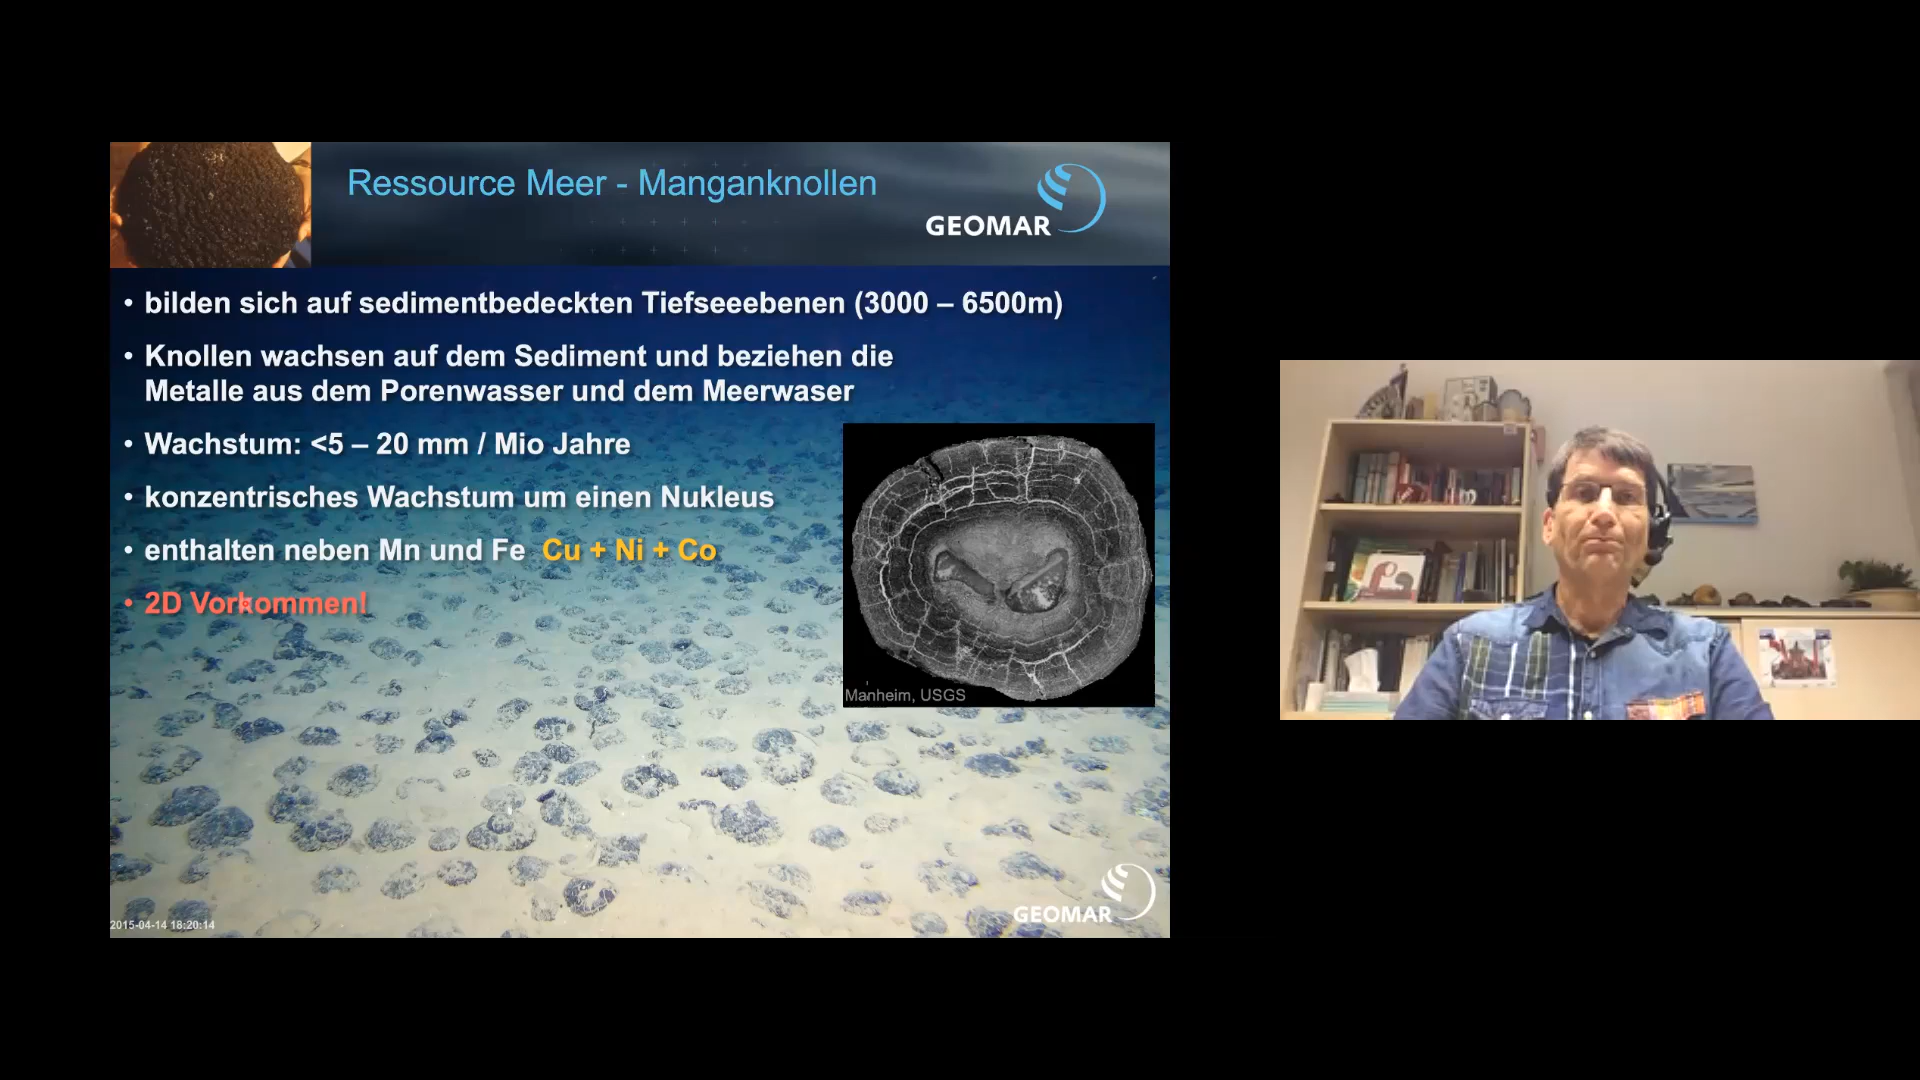 Ressource Meer - Manganknollen
GEOMAR
• bilden sich auf sedimentbedeckten Tiefseeebenen (3000 – 6500m)
• Knollen wachsen auf dem Sediment und beziehen die
Metalle aus dem Porenwasser und dem Meerwaser
• Wachstum: <5 – 20 mm / Mio Jahre
• konzentrisches Wachstum um einen Nukleus
• enthalten neben Mn und Fe Cu + Ni + Co
• 2D Vorkommen!
Manheim, USGS
GEOMAR
2015-04-14 18:20:14